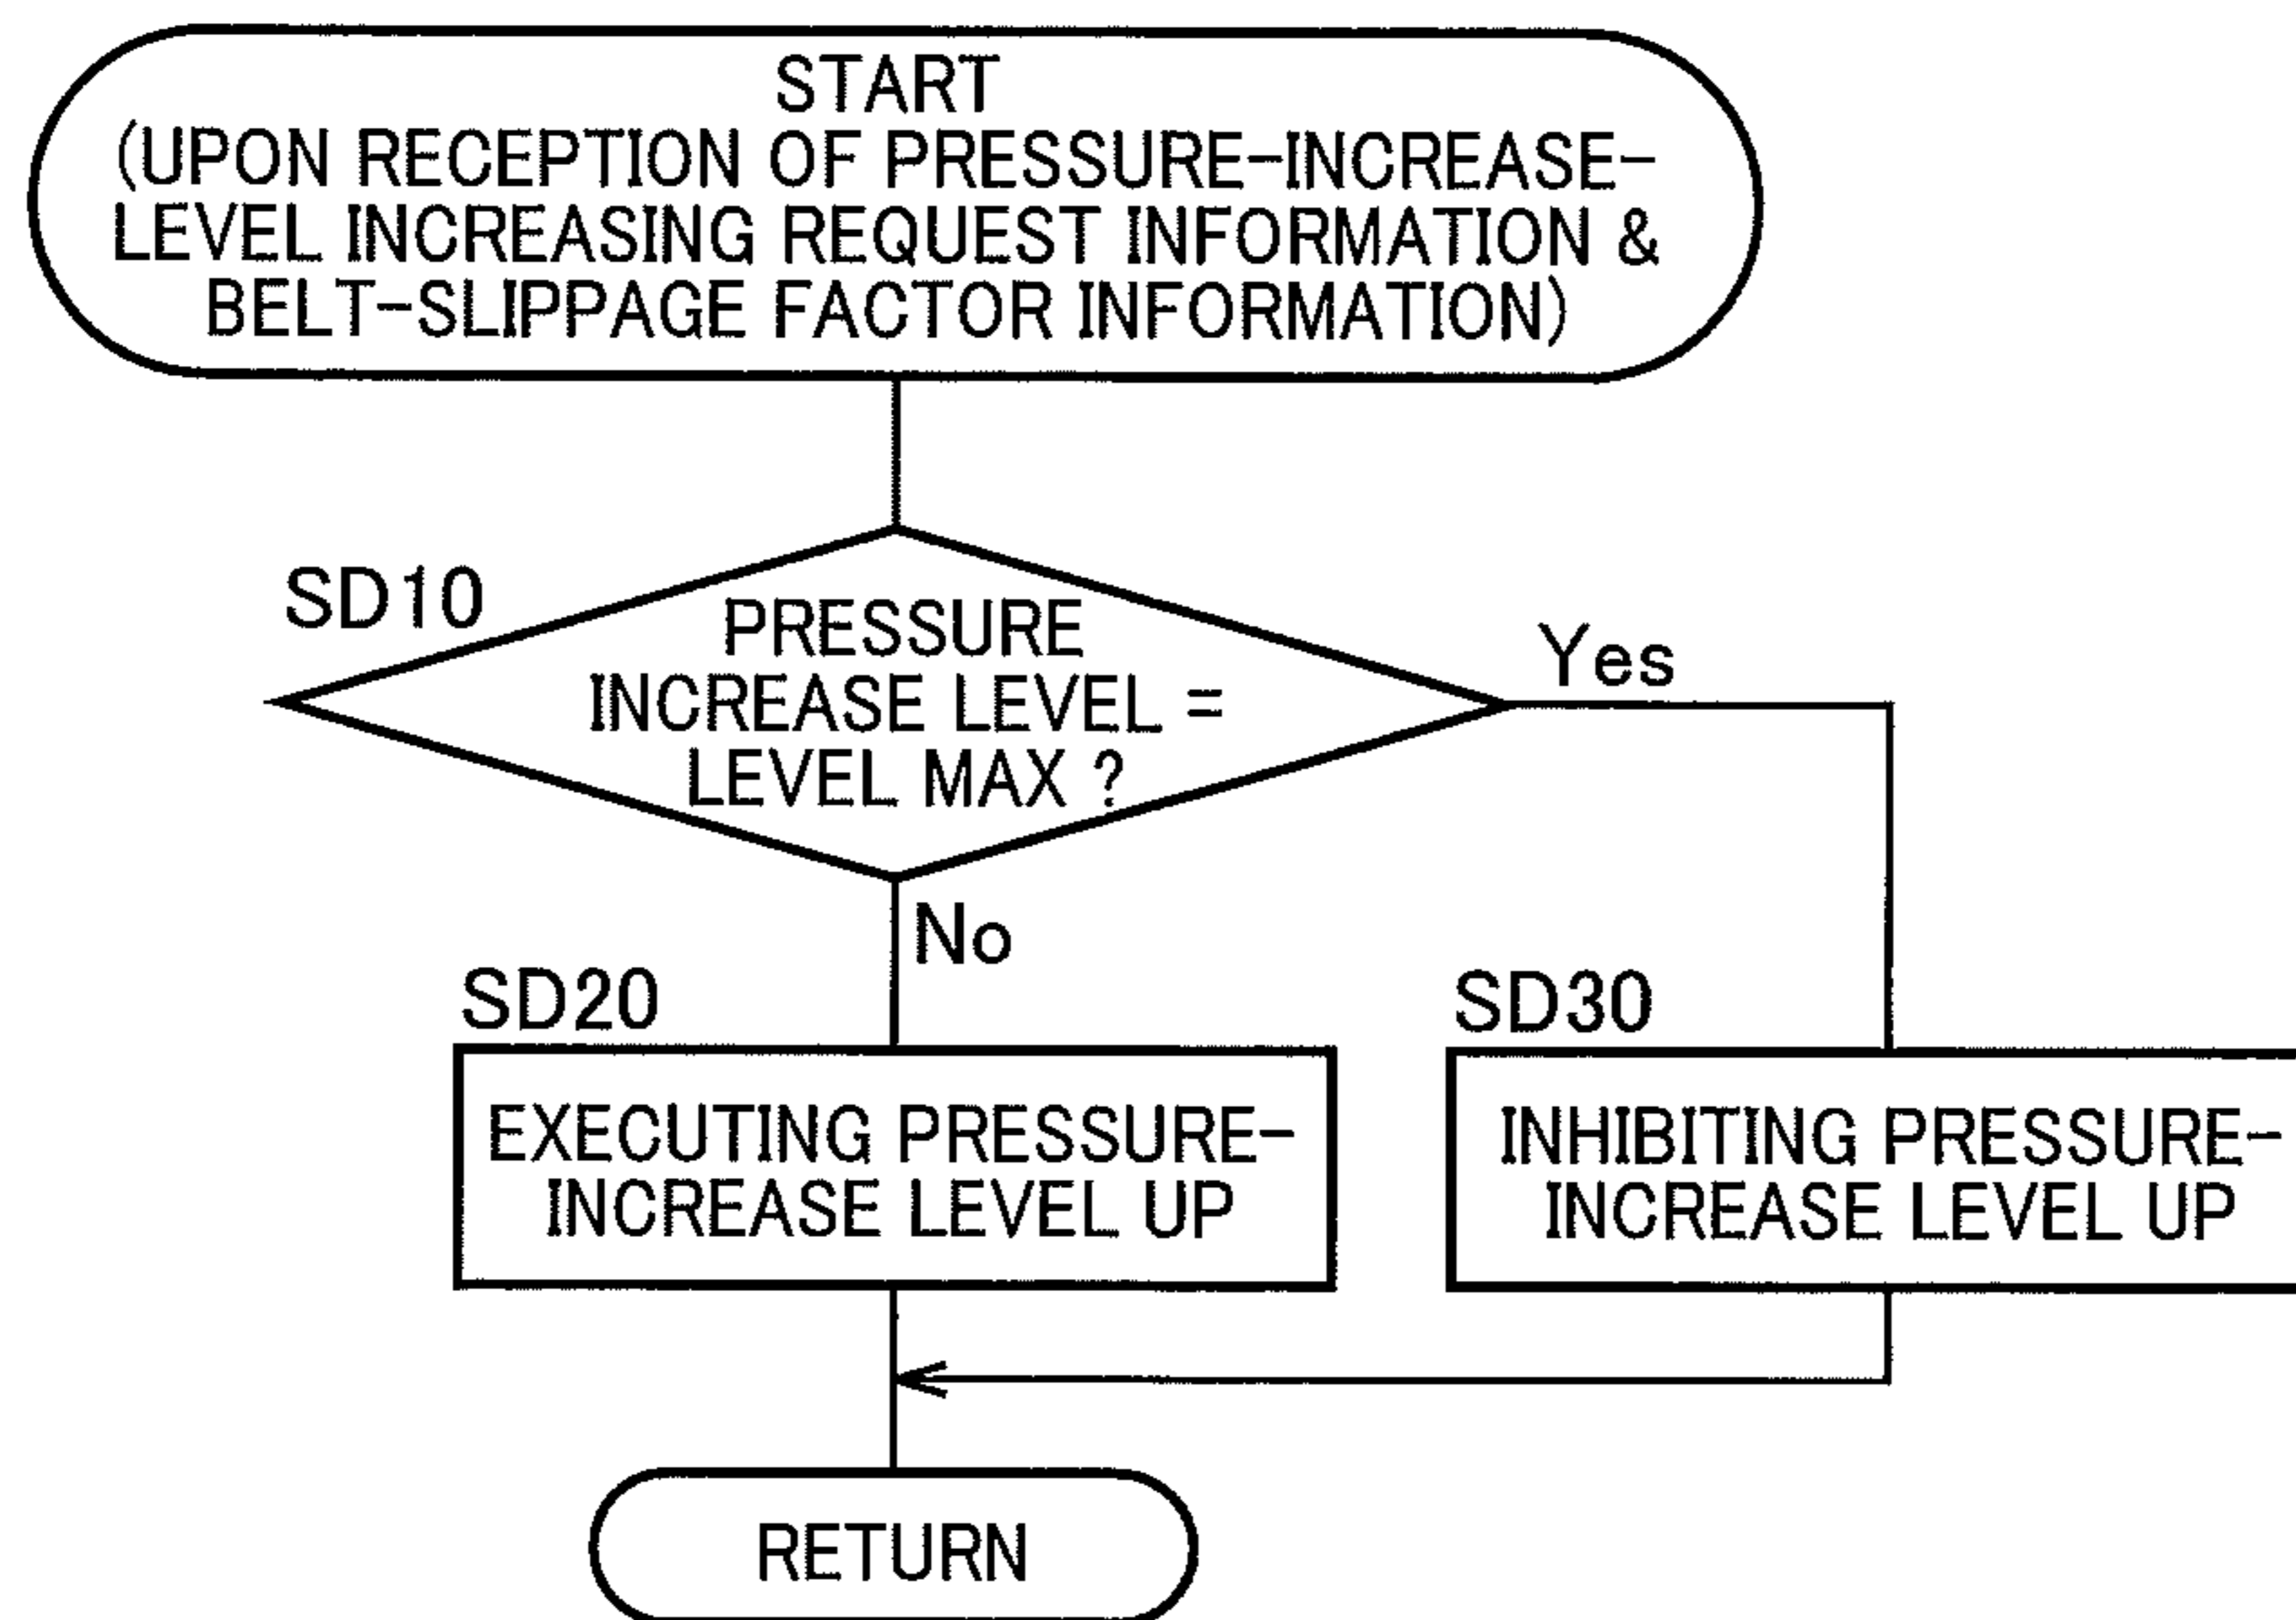 START
(UPON RECEPTION OF PRESSURE-INCREASE-
LEVEL INCREASING REQUEST INFORMATION &
BELT-SLIPPAGE FACTOR INFORMATION)
SD10
PRESSURE
INCREASE LEVEL =
LEVEL MAX ?
Yes
No
SD20
EXECUTING PRESSURE-
INCREASE LEVEL UP
SD30
INHIBITING PRESSURE-
INCREASE LEVEL UP
RETURN